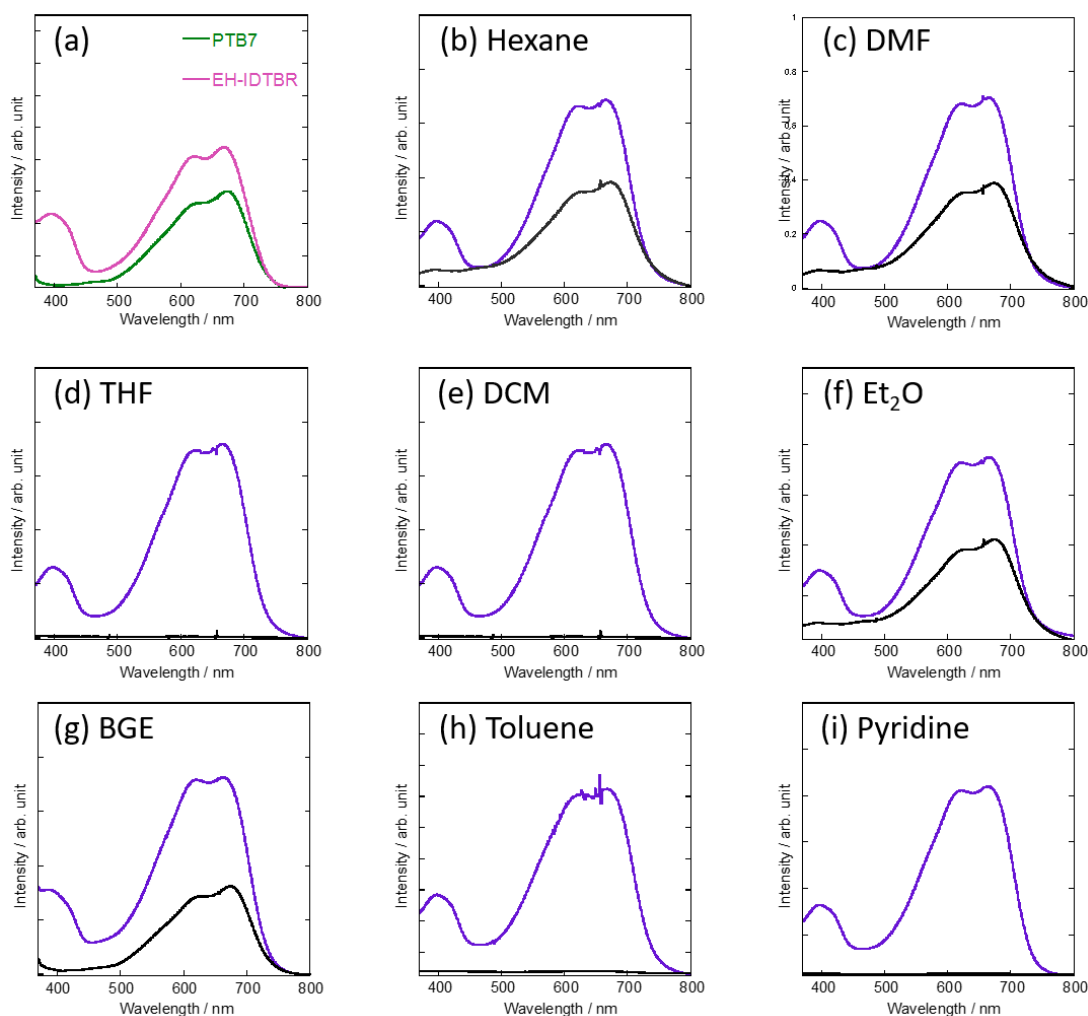 (a)
PTB7
EH-IDTBR
Intensity / arb. unit
400 500 600 700 800
Wavelength / nm
(b) Hexane
Intensity / arb. unit
400 500 600 700 800
Wavelength / nm
(c) DMF
Intensity / arb. unit
1
0.8
0.6
0.4
0.2
0
400 500 600 700 800
Wavelength / nm
(d) THF
Intensity / arb. unit
400 500 600 700 800
Wavelength / nm
(e) DCM
Intensity / arb. unit
400 500 600 700 800
Wavelength / nm
(f) Et₂O
Intensity / arb. unit
400 500 600 700 800
Wavelength / nm
(g) BGE
Intensity / arb. unit
400 500 600 700 800
Wavelength / nm
(h) Toluene
Intensity / arb. unit
400 500 600 700 800
Wavelength / nm
(i) Pyridine
Intensity / arb. unit
400 500 600 700 800
Wavelength / nm